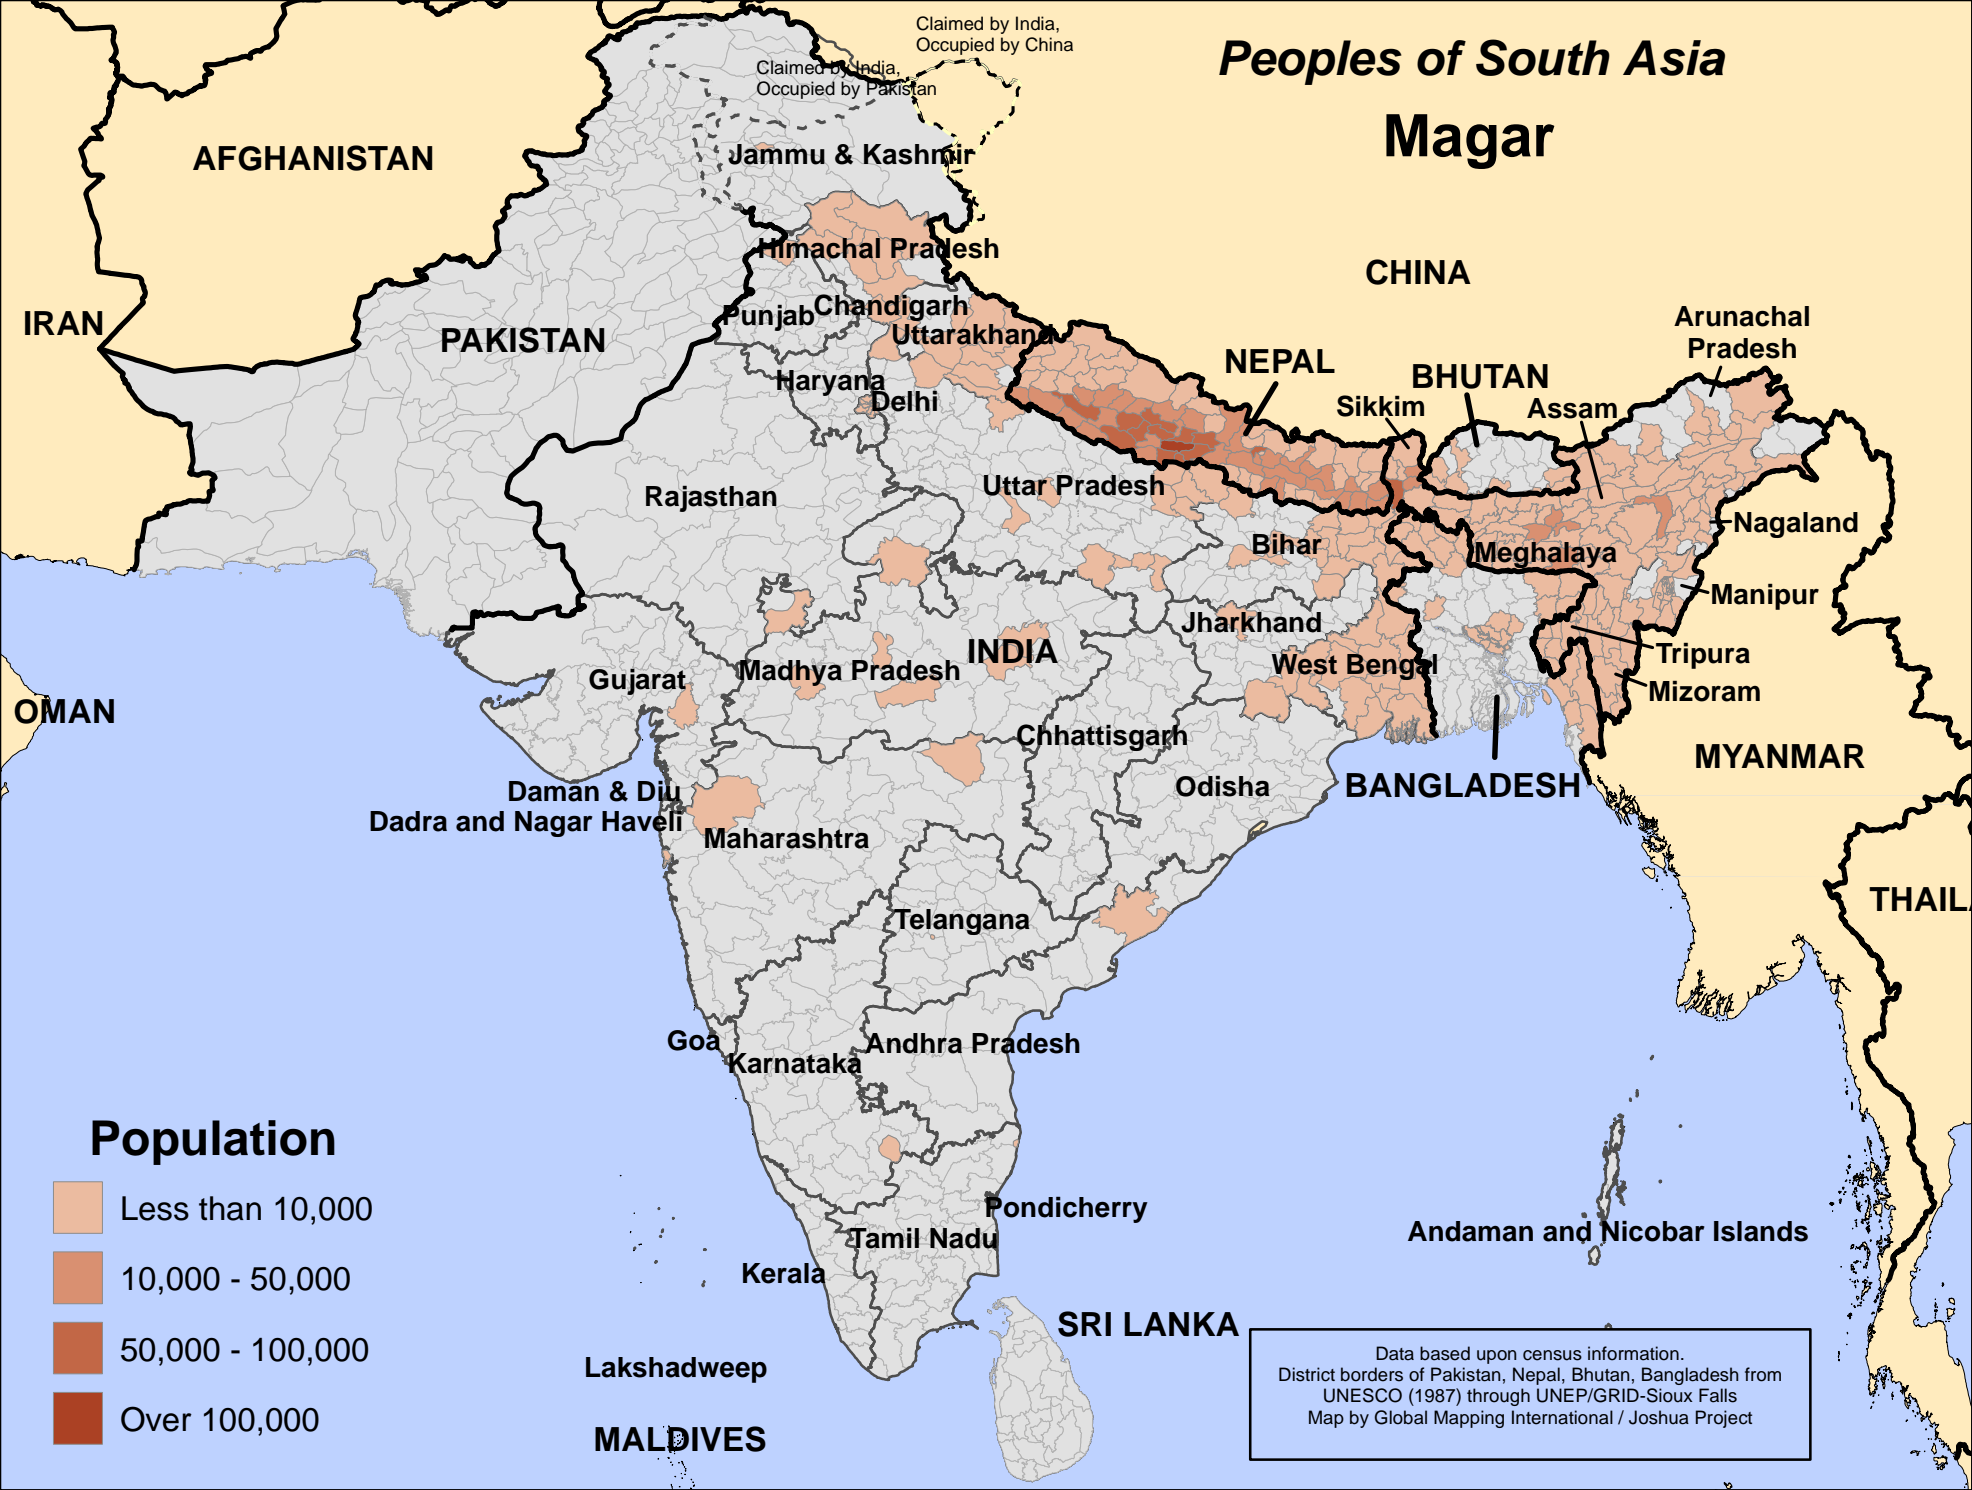 Claimed by India,
Occupied by China
Peoples of South Asia
Magar
Claimed by India,
Occupied by Pakistan
AFGHANISTAN
Jammu & Kashmir
Himachal Pradesh
CHINA
IRAN
PAKISTAN
Punjab
Chandigarh
Uttarakhand
Arunachal
Pradesh
NEPAL
BHUTAN
Haryana
Delhi
Sikkim
Assam
Rajasthan
Uttar Pradesh
Nagaland
Bihar
Meghalaya
Manipur
Jharkhand
INDIA
Tripura
West Bengal
Madhya Pradesh
Gujarat
Mizoram
OMAN
Chhattisgarh
MYANMAR
Odisha
BANGLADESH
Daman & Diu
Dadra and Nagar Haveli
Maharashtra
THAIL
Telangana
Goa
Andhra Pradesh
Karnataka
Population
Less than 10,000
10,000 - 50,000
50,000 - 100,000
Over 100,000
Pondicherry
Tamil Nadu
Andaman and Nicobar Islands
Kerala
SRI LANKA
Lakshadweep
MALDIVES
Data based upon census information.
District borders of Pakistan, Nepal, Bhutan, Bangladesh from
UNESCO (1987) through UNEP/GRID-Sioux Falls
Map by Global Mapping International / Joshua Project